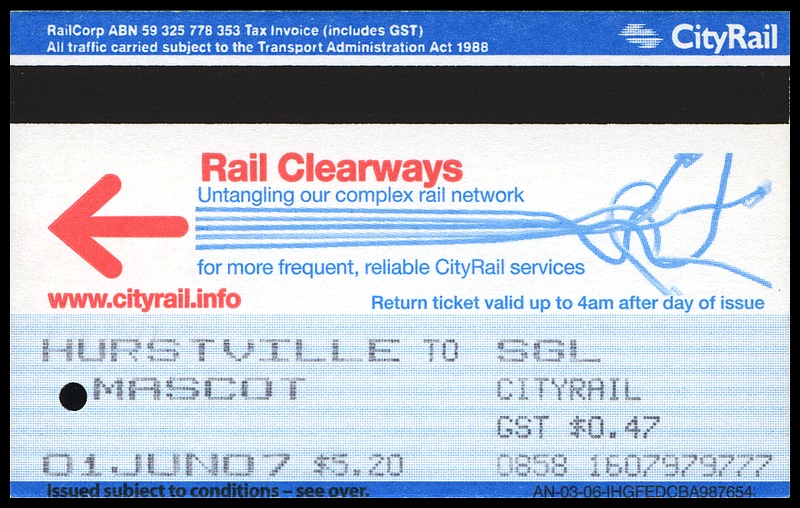 RailCorp ABN 59 325 778 353 Tax Invoice (includes GST)
All traffic carried subject to the Transport Administration Act 1988
CityRail
Rail Clearways
Untangling our complex rail network
for more frequent, reliable CityRail services
www.cityrail.info
Return ticket valid up to 4am after day of issue
HURSTVILLE TO SGL
MASCOT CITYRAIL
GST $0.47
01.JUN07 $5.20 0858 1607979777
Issued subject to conditions – see over.
AN-03-06-IHGFEDCBA987654